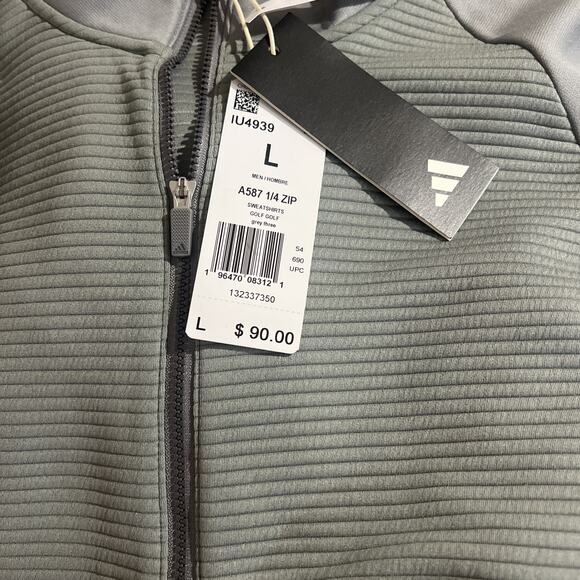 IU4939
L
MEN / HOMBRE
A587 1/4 ZIP
SWEATSHIRTS
GOLF GOLF
grey three
54
690
UPC
1 96470 08312 1
132337350
L $ 90.00